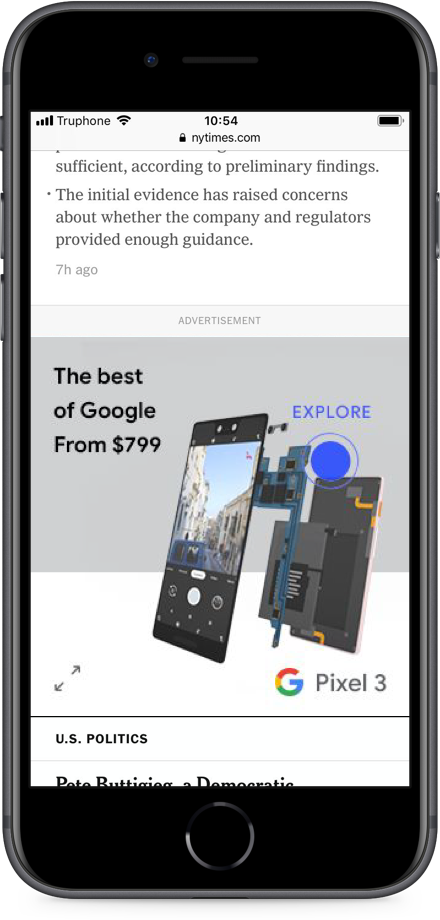 Truphone 10:54
nytimes.com
sufficient, according to preliminary findings.
• The initial evidence has raised concerns
about whether the company and regulators
provided enough guidance.
7h ago
ADVERTISEMENT
The best
of Google
From $799
EXPLORE
G Pixel 3
U.S. POLITICS
Pete Buttigieg, a Democratic